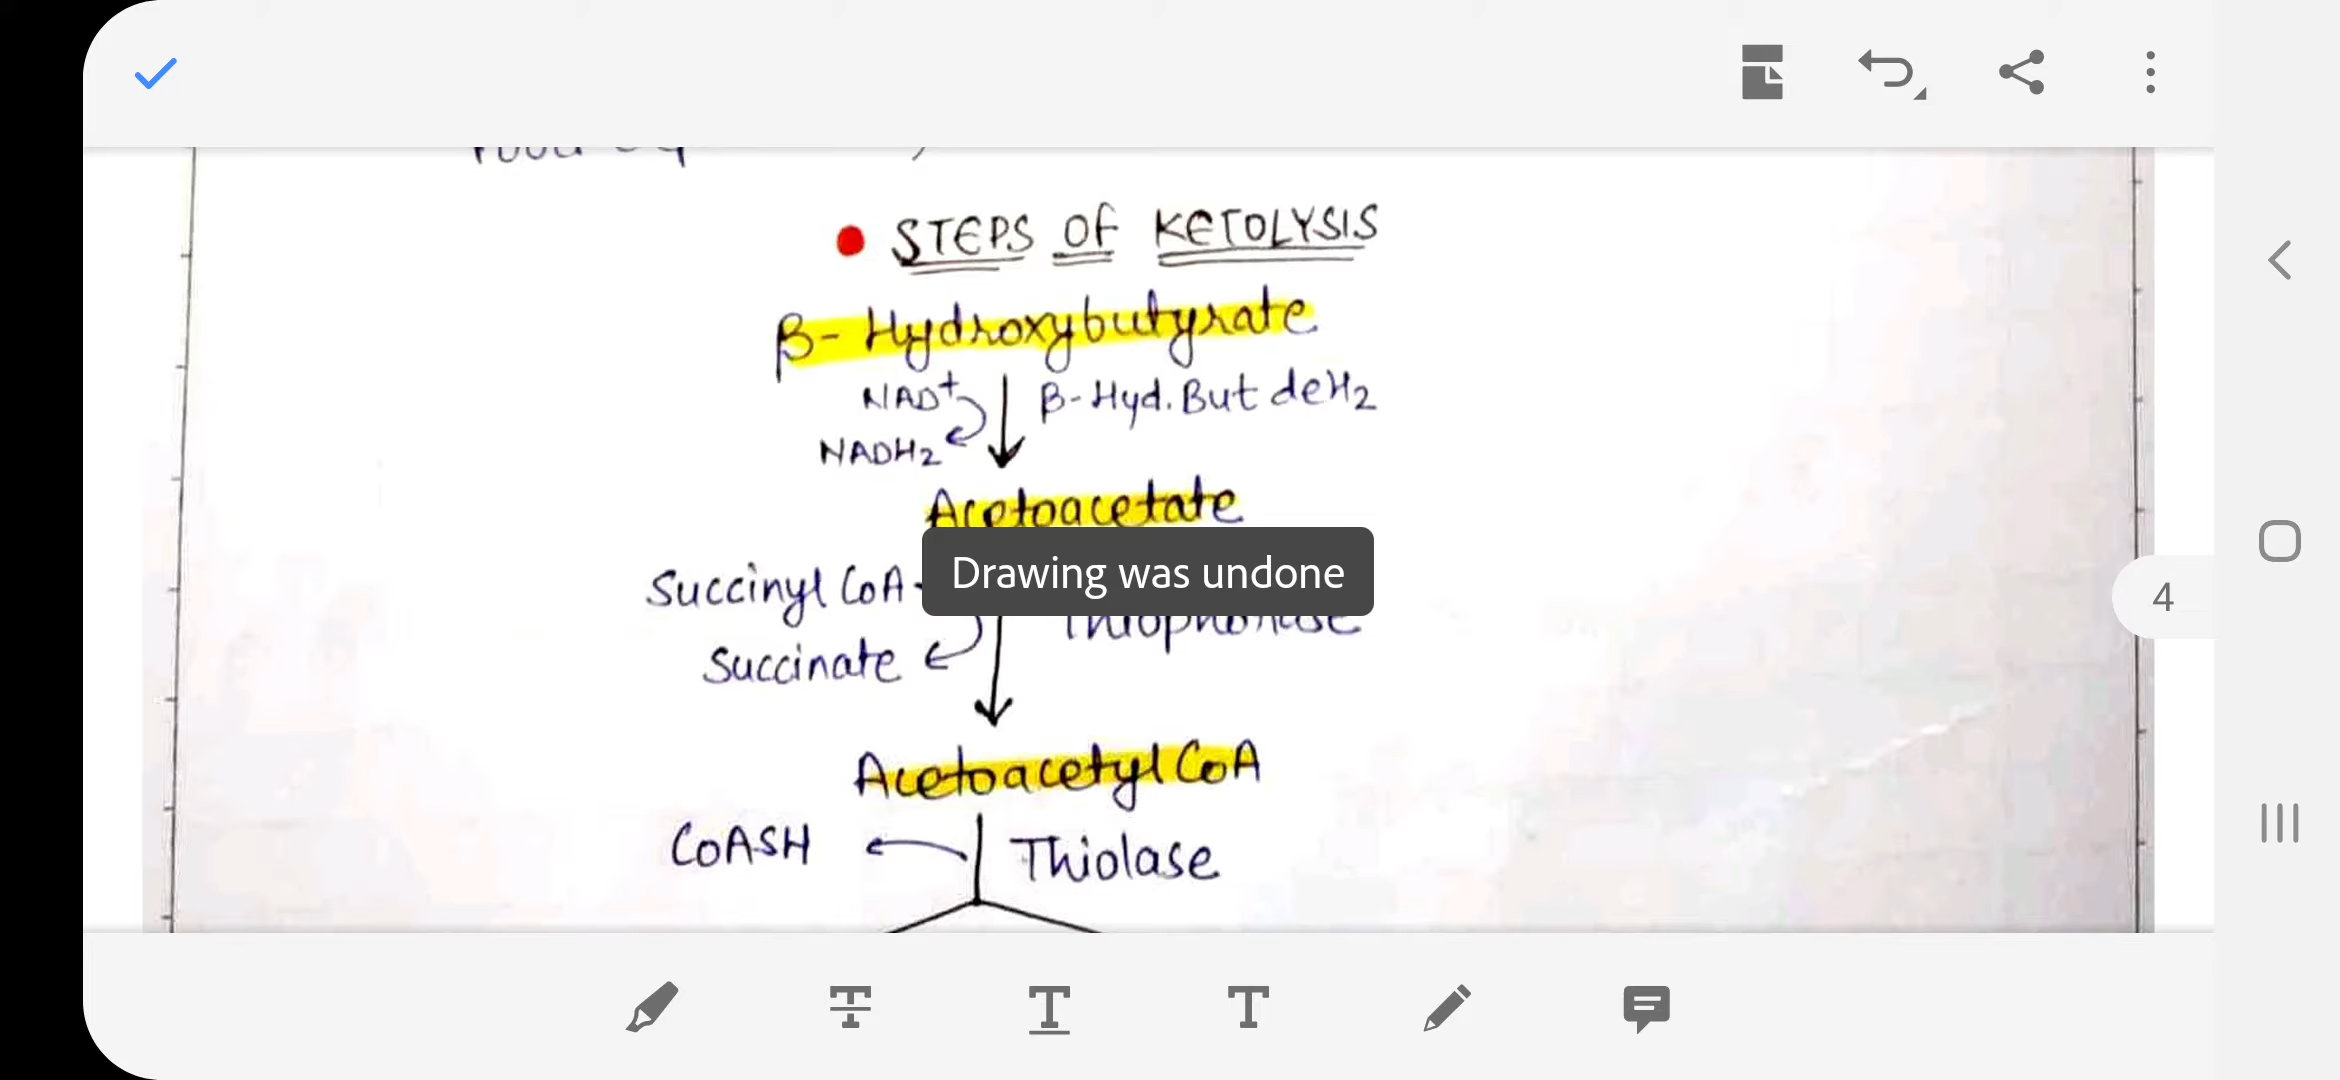 STEPS OF KETOLYSIS
β- Hydroxybutyrate
NAD+ β-Hyd. But deH2
NADH2
Acetoacetate
Drawing was undone
Succinyl CoA
4
Succinate
Acetoacetyl CoA
CoASH Thiolase
T T T